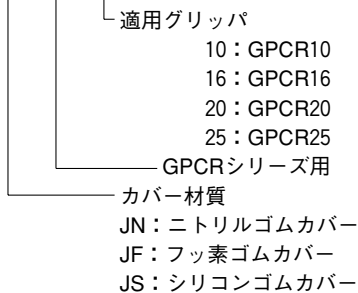 適用グリッパ
10：GPCR10
16：GPCR16
20：GPCR20
25：GPCR25
GPCRシリーズ用
カバー材質
JN：ニトリルゴムカバー
JF：フッ素ゴムカバー
JS：シリコンゴムカバー